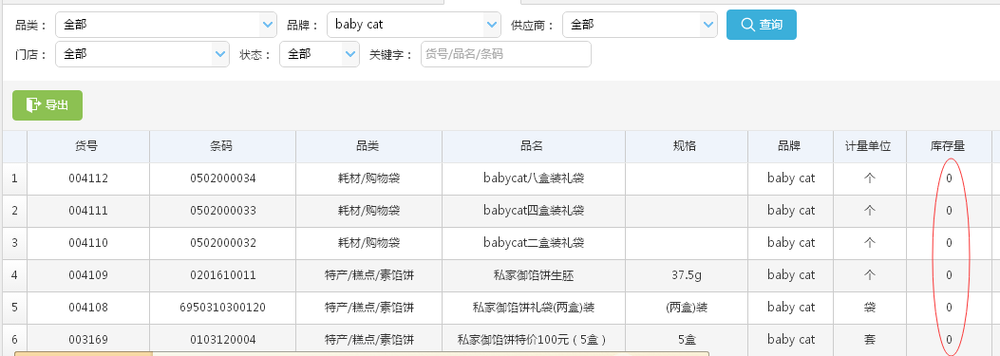 品类： 全部 品牌： baby cat 供应商： 全部 查询
门店： 全部 状态： 全部 关键字： 货号/品名/条码
导出
货号 条码 品类 品名 规格 品牌 计量单位 库存量
1 004112 0502000034 耗材/购物袋 babycat八盒装礼袋 baby cat 个 0
2 004111 0502000033 耗材/购物袋 babycat四盒装礼袋 baby cat 个 0
3 004110 0502000032 耗材/购物袋 babycat二盒装礼袋 baby cat 个 0
4 004109 0201610011 特产/糕点/素馅饼 私家御馅饼生胚 37.5g baby cat 个 0
5 004108 6950310300120 特产/糕点/素馅饼 私家御馅饼礼袋(两盒)装 (两盒)装 baby cat 袋 0
6 003169 0103120004 特产/糕点/素馅饼 私家御馅饼特价100元（5盒） 5盒 baby cat 套 0